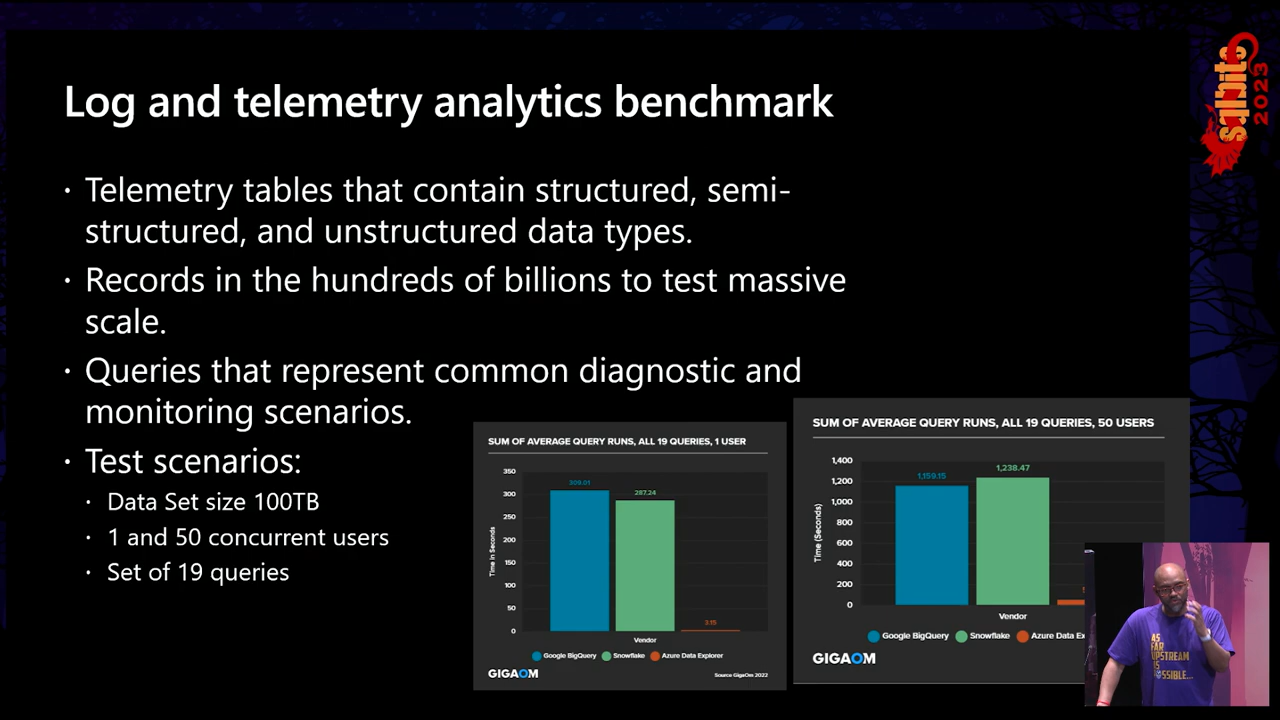 Log and telemetry analytics benchmark
sqlbits
2023
• Telemetry tables that contain structured, semi-
structured, and unstructured data types.
• Records in the hundreds of billions to test massive
scale.
• Queries that represent common diagnostic and
monitoring scenarios.
• Test scenarios:
• Data Set size 100TB
• 1 and 50 concurrent users
• Set of 19 queries
SUM OF AVERAGE QUERY RUNS, ALL 19 QUERIES, 1 USER
Time in Seconds
350
300
250
200
150
100
50
0
309.01
287.24
3.15
Vendor
Google BigQuery
Snowflake
Azure Data Explorer
GIGAOM
Source GigaOm 2022
SUM OF AVERAGE QUERY RUNS, ALL 19 QUERIES, 50 USERS
Time (Seconds)
1,400
1,200
1,000
800
600
400
200
0
1,159.15
1,238.47
Vendor
Google BigQuery
Snowflake
Azure Data Ex
GIGAOM
AS
FAR
UPSTREAM